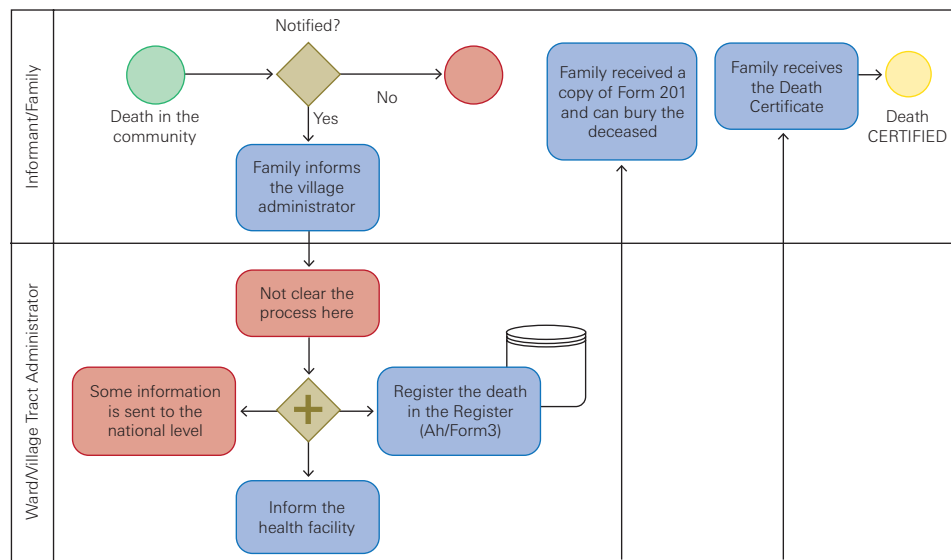 Informant/Family
Notified?
Death in the
community
No
Yes
Family informs
the village
administrator
Family received a
copy of Form 201
and can bury the
deceased
Family receives
the Death
Certificate
Death
CERTIFIED
Ward/Village Tract Administrator
Not clear the
process here
Some information
is sent to the
national level
Register the death
in the Register
(Ah/Form3)
Inform the
health facility